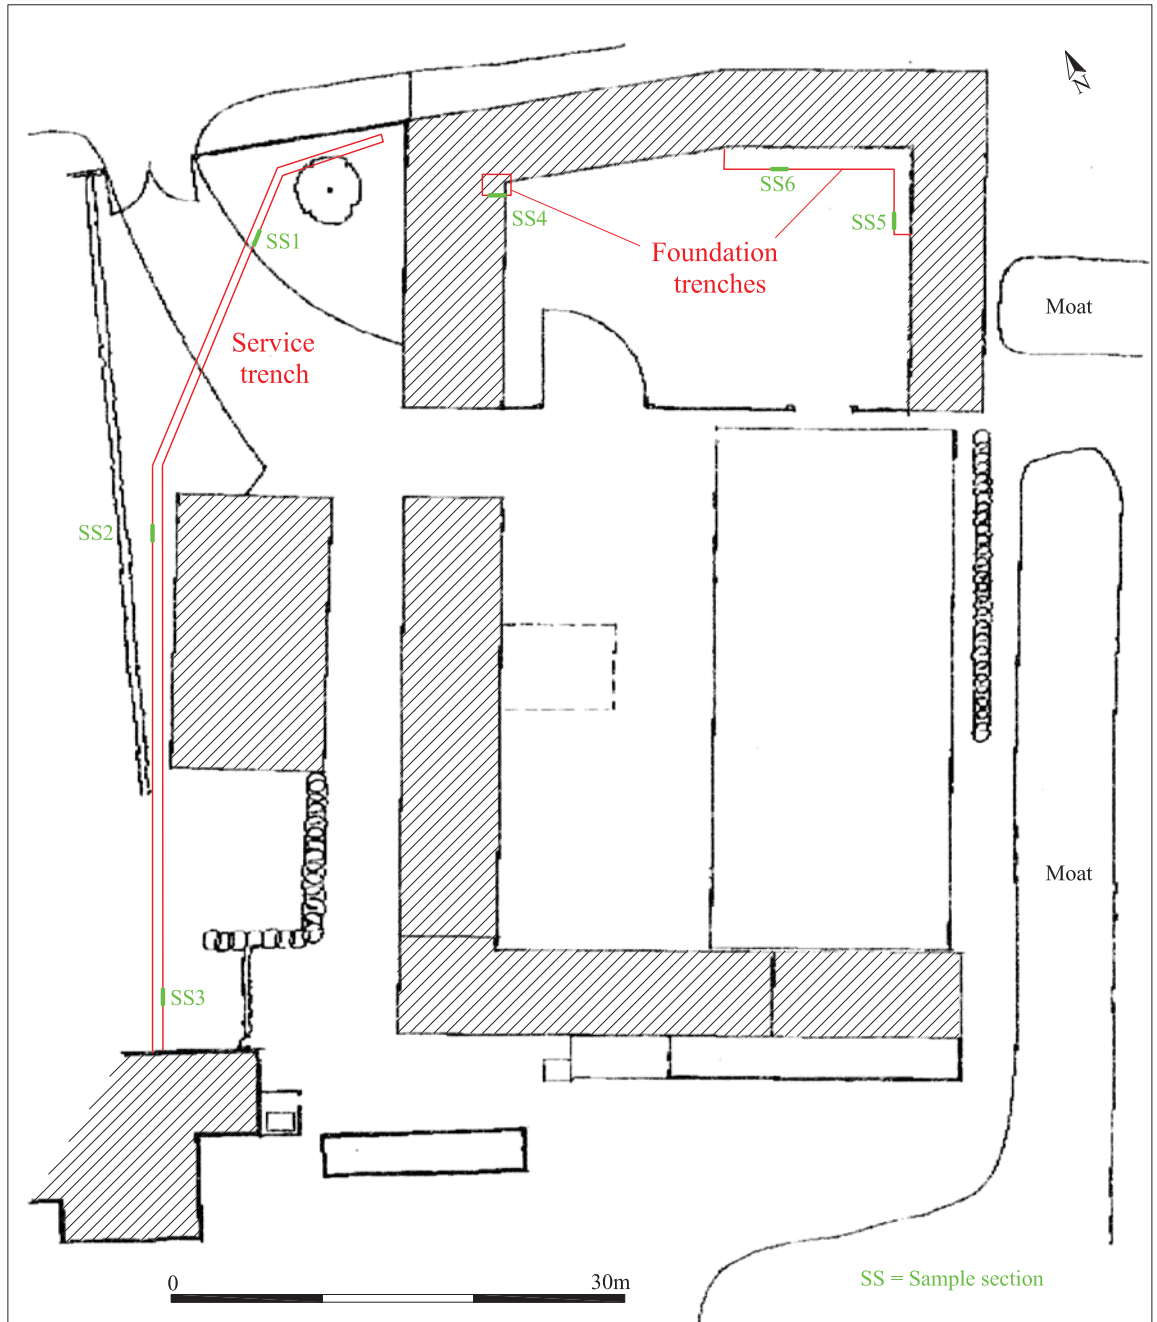 N
SS6
SS4
SS5
SS1
Foundation
trenches
Moat
Service
trench
SS2
Moat
SS3
SS = Sample section
0
30m